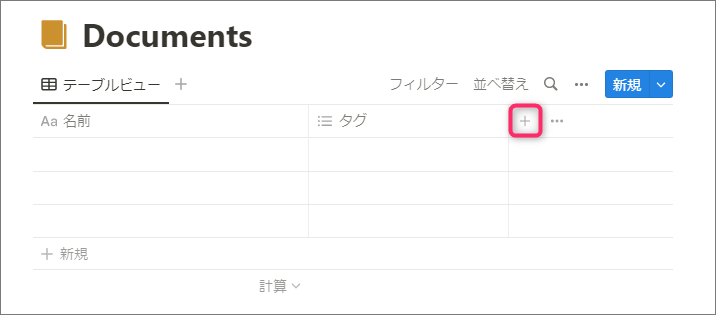 Documents
テーブルビュー + フィルター 並べ替え ••• 新規
Aa 名前 タグ + •••
+ 新規
計算